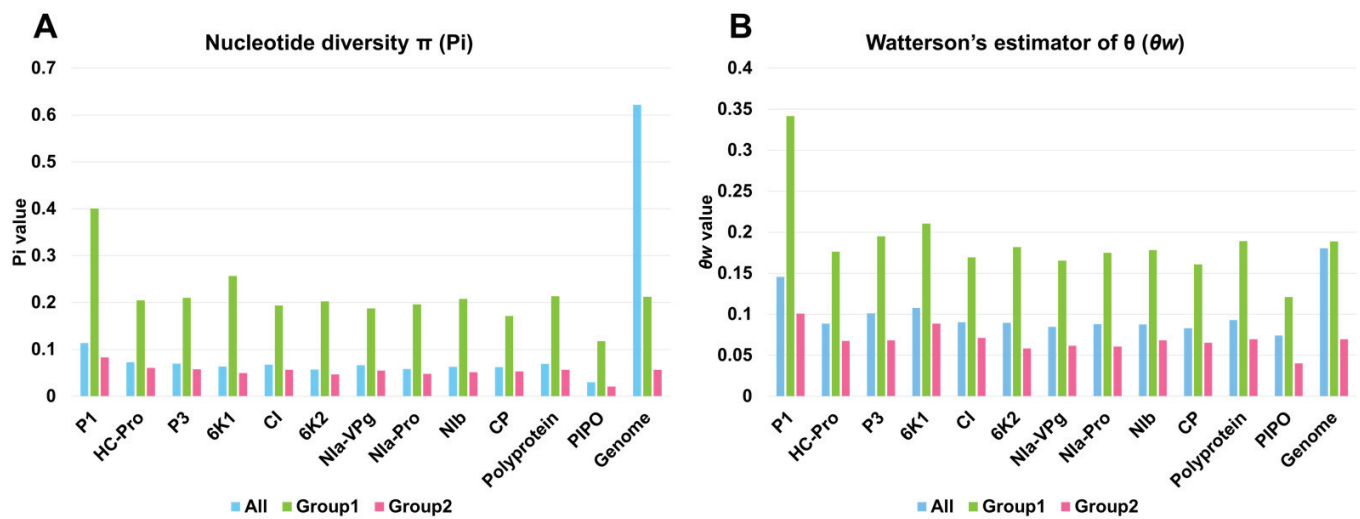 A
Nucleotide diversity π (Pi)
0.7
0.6
0.5
0.4
0.3
0.2
0.1
0
Pi value
P1
HC-Pro
P3
6K1
CI
6K2
NIa-VPg
NIa-Pro
NIb
CP
Polyprotein
PIPO
Genome
All Group1 Group2
B
Watterson’s estimator of θ (θw)
0.4
0.35
0.3
0.25
0.2
0.15
0.1
0.05
0
θw value
P1
HC-Pro
P3
6K1
CI
6K2
NIa-VPg
NIa-Pro
NIb
CP
Polyprotein
PIPO
Genome
All Group1 Group2